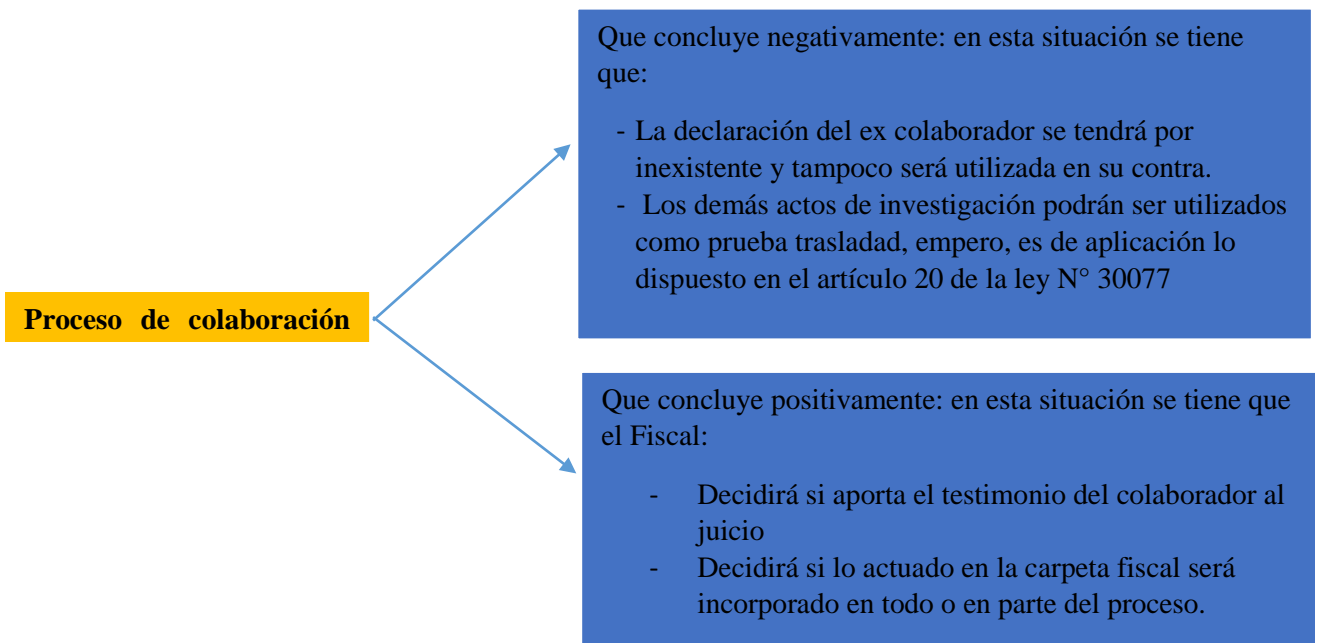 Proceso de colaboración
Que concluye negativamente: en esta situación se tiene
que:
- La declaración del ex colaborador se tendrá por
inexistente y tampoco será utilizada en su contra.
- Los demás actos de investigación podrán ser utilizados
como prueba trasladad, empero, es de aplicación lo
dispuesto en el artículo 20 de la ley N° 30077
Que concluye positivamente: en esta situación se tiene que
el Fiscal:
- Decidirá si aporta el testimonio del colaborador al
juicio
- Decidirá si lo actuado en la carpeta fiscal será
incorporado en todo o en parte del proceso.